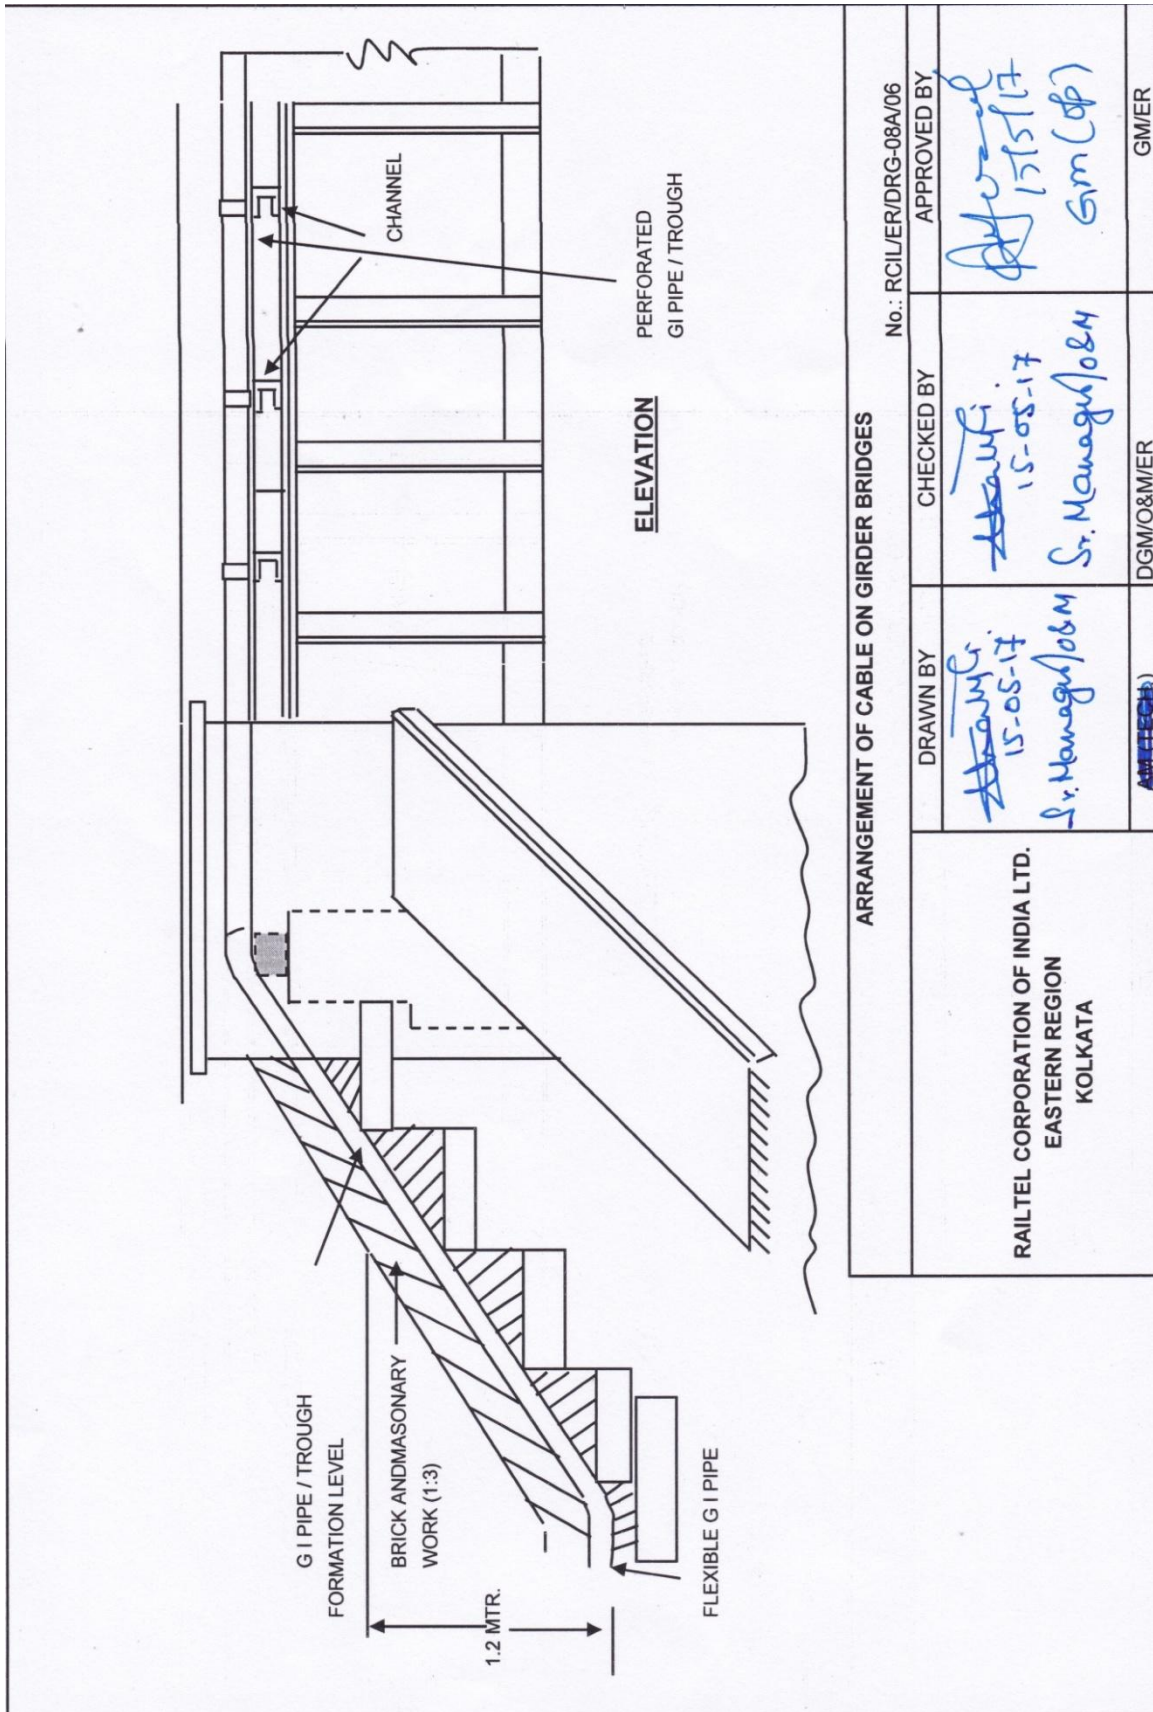 CHANNEL
PERFORATED
GI PIPE / TROUGH
ELEVATION
G I PIPE / TROUGH
FORMATION LEVEL
BRICK ANDMASONARY
WORK (1:3)
1.2 MTR.
FLEXIBLE G I PIPE
ARRANGEMENT OF CABLE ON GIRDER BRIDGES
No.: RCIL/ER/DRG-08A/06
RAILTEL CORPORATION OF INDIA LTD.
EASTERN REGION
KOLKATA
DRAWN BY
15-05-17
Sr. Manager/O&M
CHECKED BY
15-05-17
Sr. Manager/O&M
DGM/O&M/ER
APPROVED BY
15/5/17
GM (OP)
GM/ER